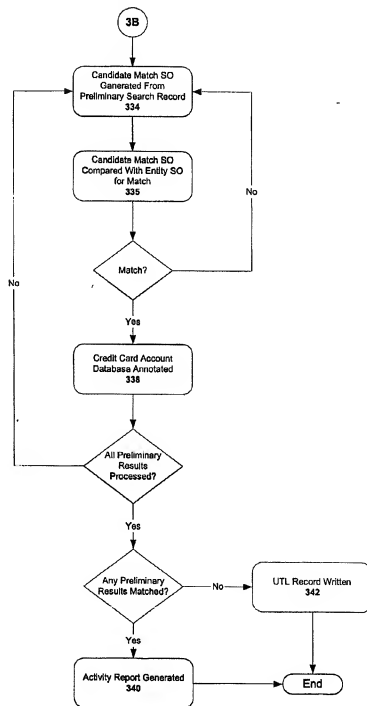 3B
Candidate Match SO
Generated From
Preliminary Search Record
334
Candidate Match SO
Compared With Entity SO
for Match
335
No
Match?
No
Yes
Credit Card Account
Database Annotated
338
All Preliminary
Results
Processed?
Yes
Any Preliminary
Results Matched?
No
UTL Record Written
342
Yes
Activity Report Generated
340
End